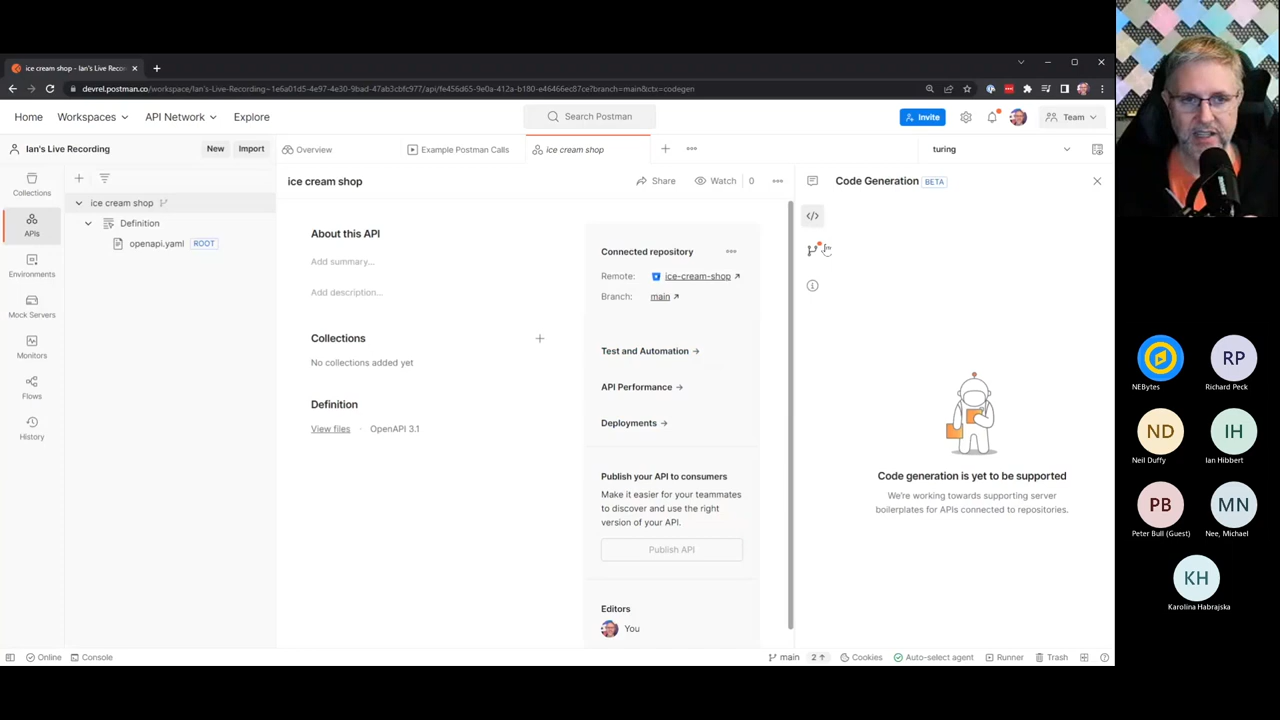 ice cream shop - Ian's Live Recor
devrel.postman.co/workspace/Ian's-Live-Recording~1e6a01d5-4e97-4e30-9bad-47ab3cbfc977/api/fe456d65-9e0a-412a-b180-e46466ec87ce?branch=main&ctx=codegen
Home Workspaces API Network Explore Search Postman Invite Team
Ian's Live Recording New Import Overview Example Postman Calls ice cream shop turing
Collections
APIs
Environments
Mock Servers
Monitors
Flows
History
ice cream shop
Definition
openapi.yaml ROOT
ice cream shop Share Watch 0
About this API
Add summary...
Add description...
Collections
No collections added yet
Definition
View files · OpenAPI 3.1
Connected repository
Remote: ice-cream-shop
Branch: main
Test and Automation
API Performance
Deployments
Publish your API to consumers
Make it easier for your teammates
to discover and use the right
version of your API.
Publish API
Editors
You
Code Generation BETA
Code generation is yet to be supported
We're working towards supporting server
boilerplates for APIs connected to repositories.
Online Console main 2 Cookies Auto-select agent Runner Trash
NEBytes
RP
Richard Peck
ND
Neil Duffy
IH
Ian Hibbert
PB
Peter Bull (Guest)
MN
Nee, Michael
KH
Karolina Habrajska